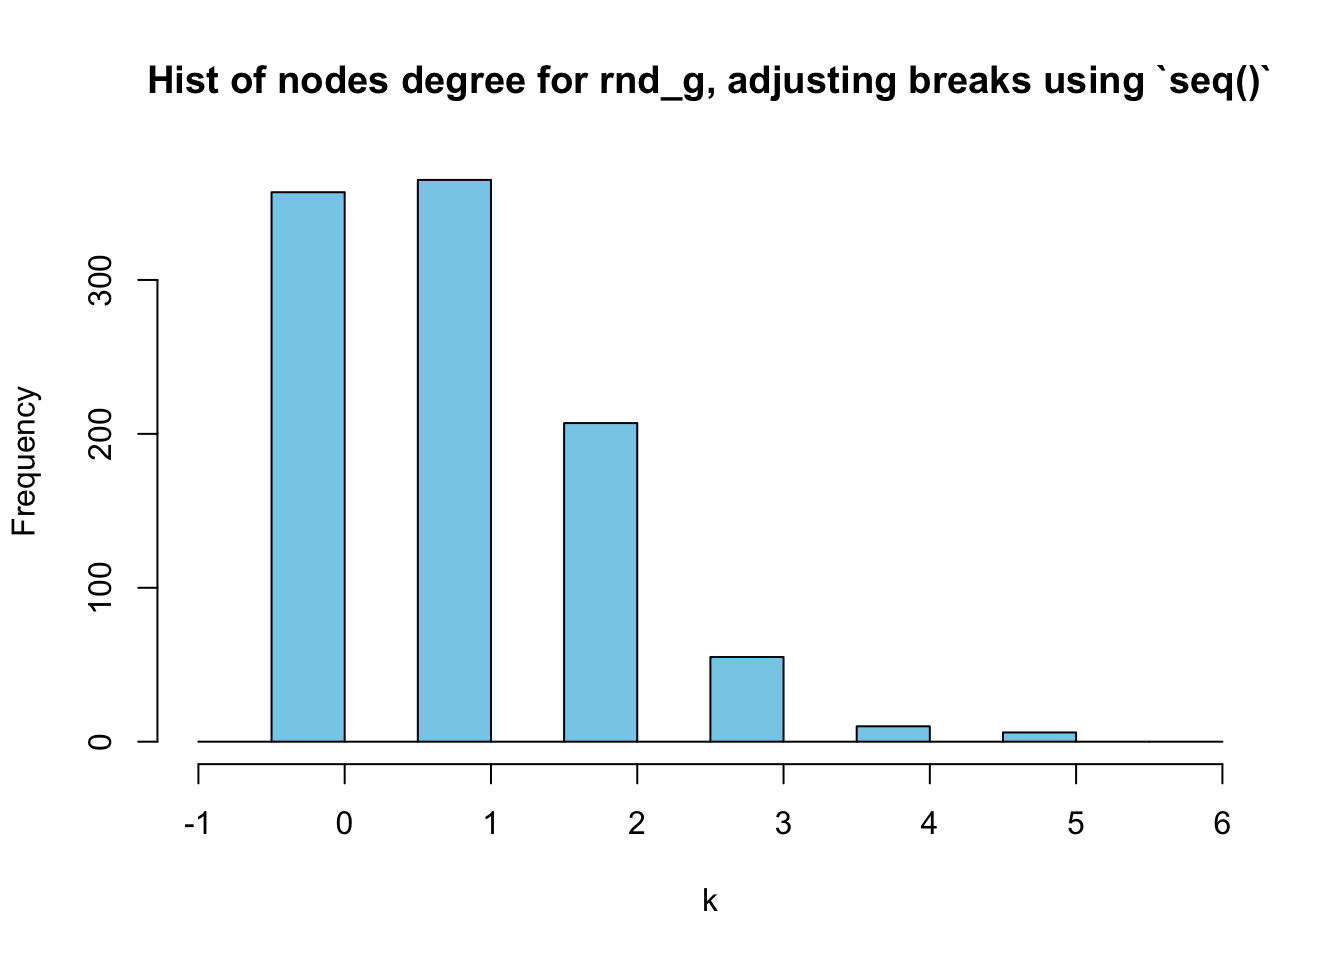 Hist of nodes degree for rnd_g, adjusting breaks using `seq()`
Frequency
300
200
100
0
-1 0 1 2 3 4 5 6
k